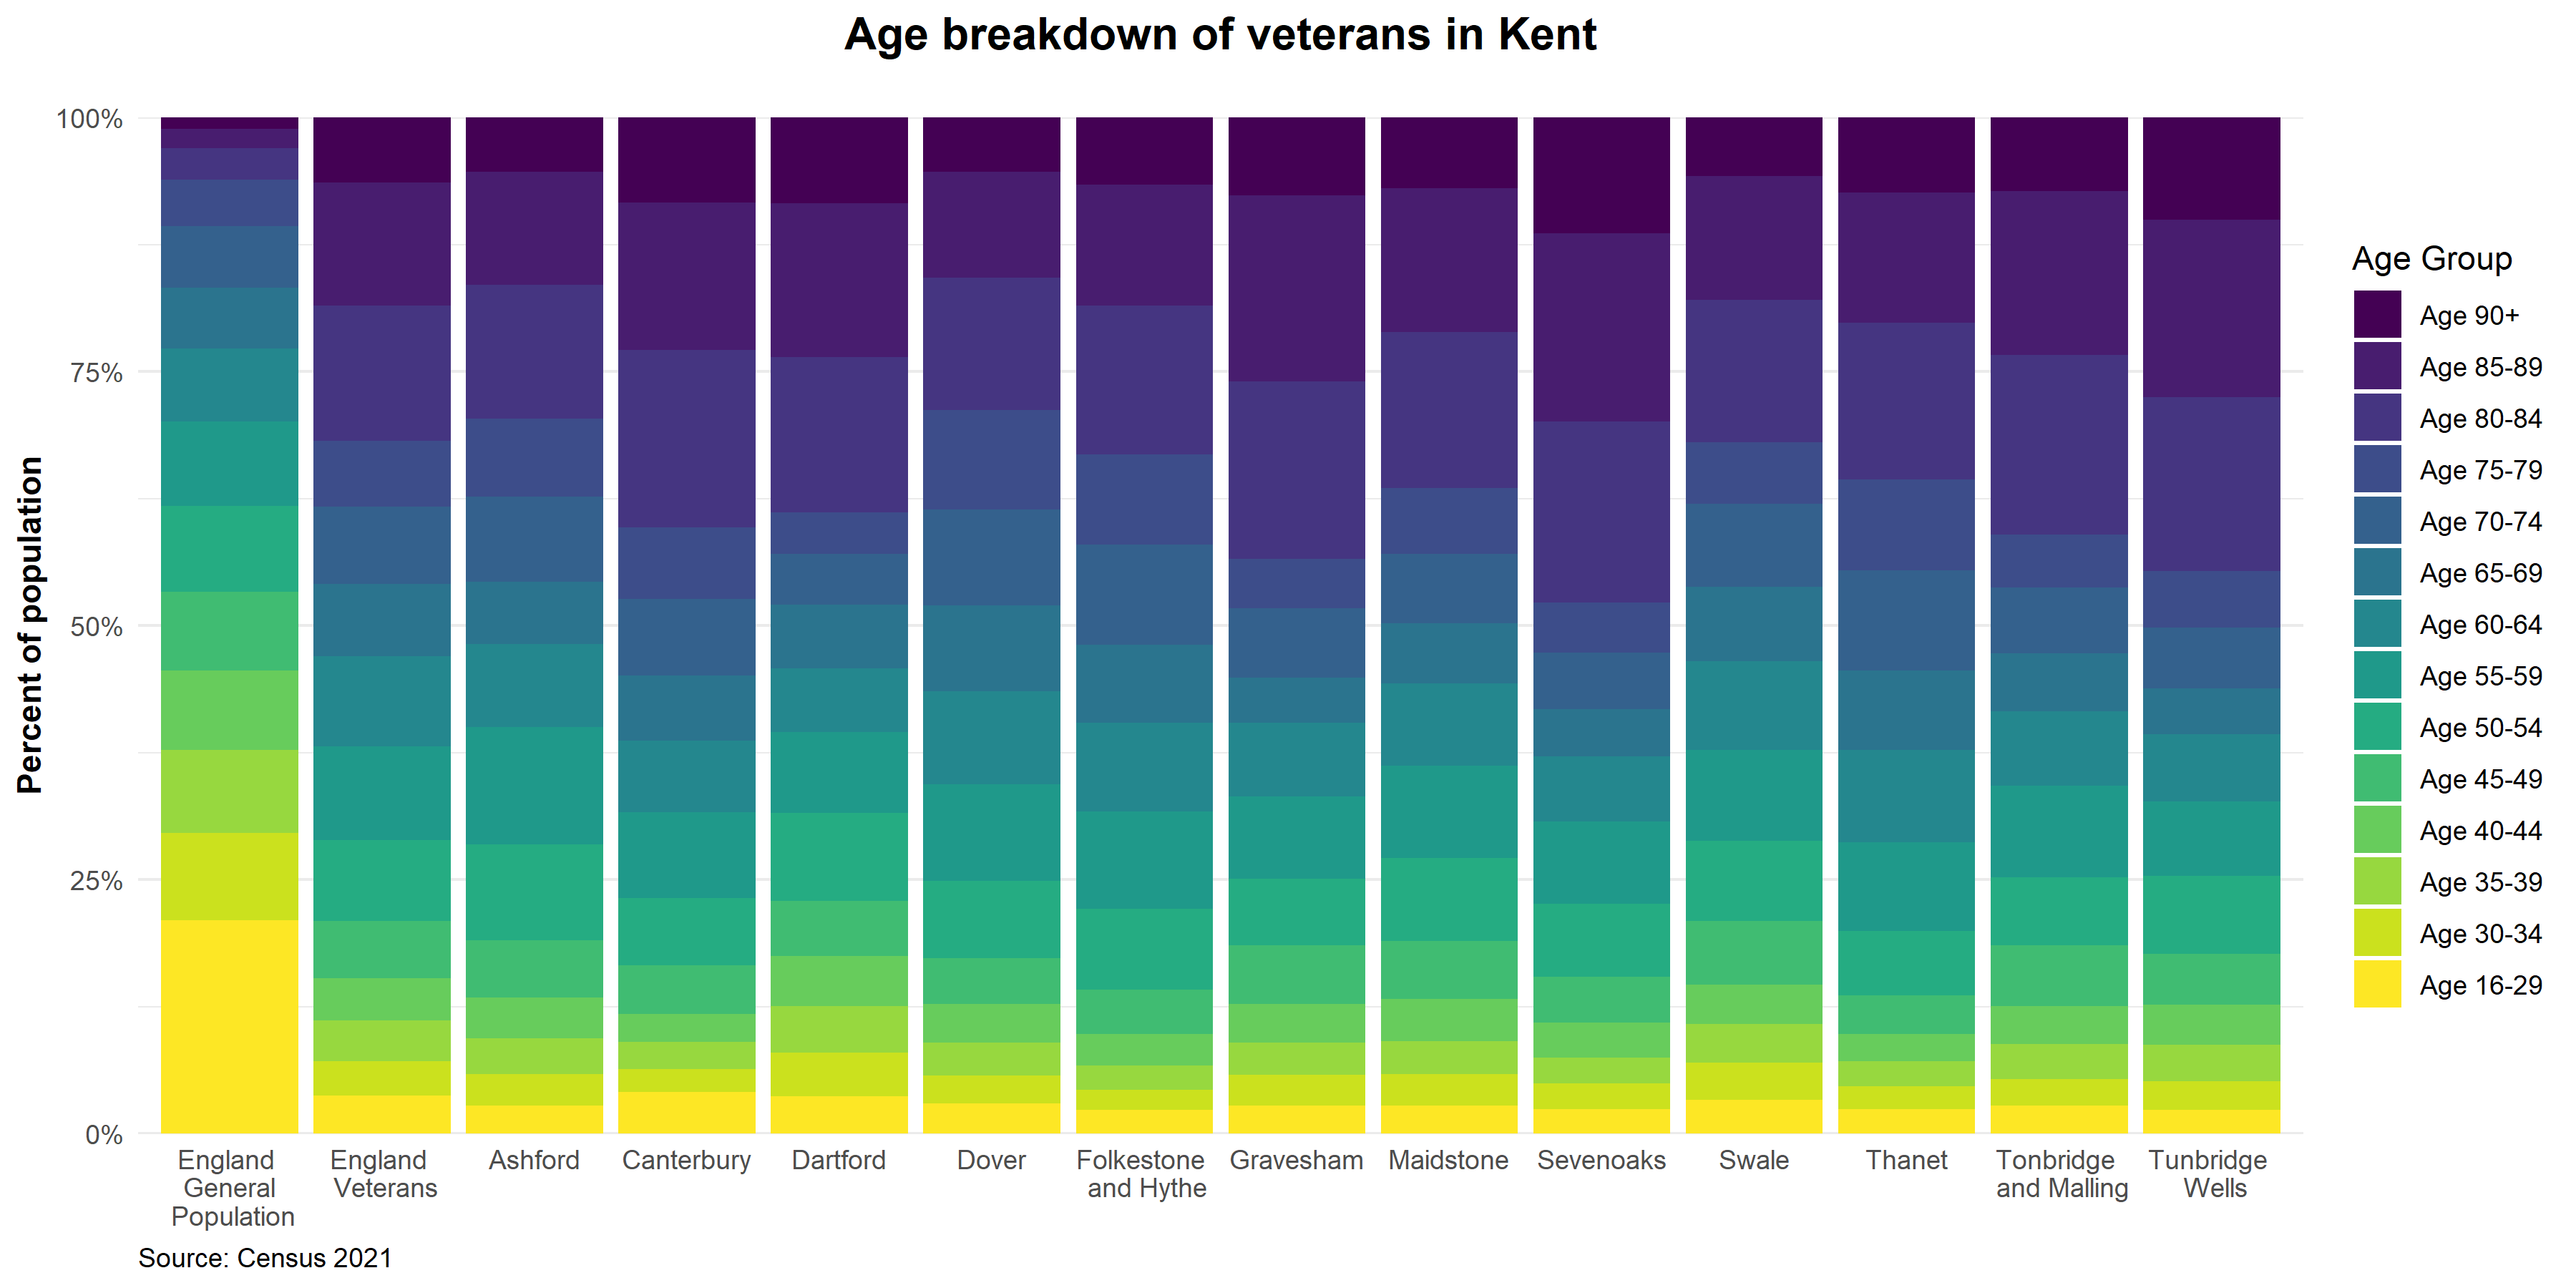 Age breakdown of veterans in Kent
Percent of population
100%
75%
50%
25%
0%
England
General
Population
England
Veterans
Ashford
Canterbury
Dartford
Dover
Folkestone
and Hythe
Gravesham
Maidstone
Sevenoaks
Swale
Thanet
Tonbridge
and Malling
Tunbridge
Wells
Age Group
Age 90+
Age 85-89
Age 80-84
Age 75-79
Age 70-74
Age 65-69
Age 60-64
Age 55-59
Age 50-54
Age 45-49
Age 40-44
Age 35-39
Age 30-34
Age 16-29
Source: Census 2021